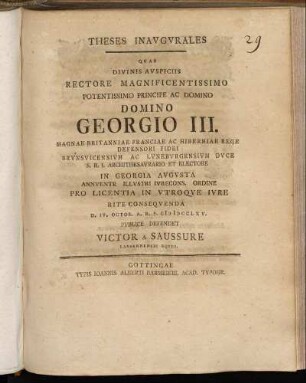 THESES INAVGVRALES
29
QVAS
DIVINIS AVSPICIIS
RECTORE MAGNIFICENTISSIMO
POTENTISSIMO PRINCIPE AC DOMINO
DOMINO
GEORGIO III.
MAGNAE BRITANNIAE FRANCIAE AC HIBERNIAE REGE
DEFENSORI FIDEI
BRVNSVICENSIVM AC LVNEBVRGENSIVM DVCE
S. R. I. ARCHITHESAVRARIO ET ELECTORE
IN GEORGIA AVGVSTA
ANNVENTE ILLVSTRI IVRECONS. ORDINE
PRO LICENTIA IN VTROQVE IVRE
RITE CONSEQVENDA
D. IV. OCTOB. A. R. S.
PVBLICE DEFENDET
VICTOR à SAUSSURE
GOTTINGAE
TYPIS IOANNIS ALBERTI BARMEIERI, ACAD. TYPOGR.